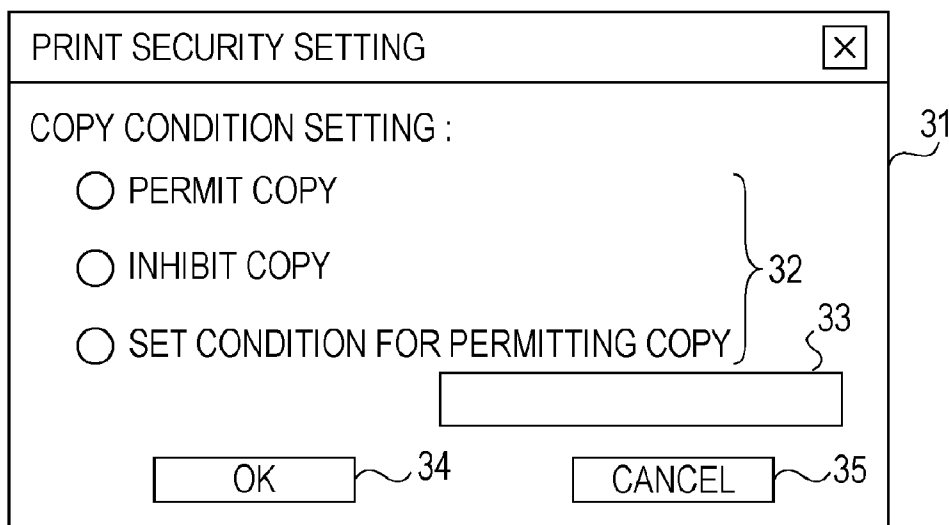 PRINT SECURITY SETTING X
COPY CONDITION SETTING :
31
PERMIT COPY
INHIBIT COPY
32
SET CONDITION FOR PERMITTING COPY
33
OK
34
CANCEL
35